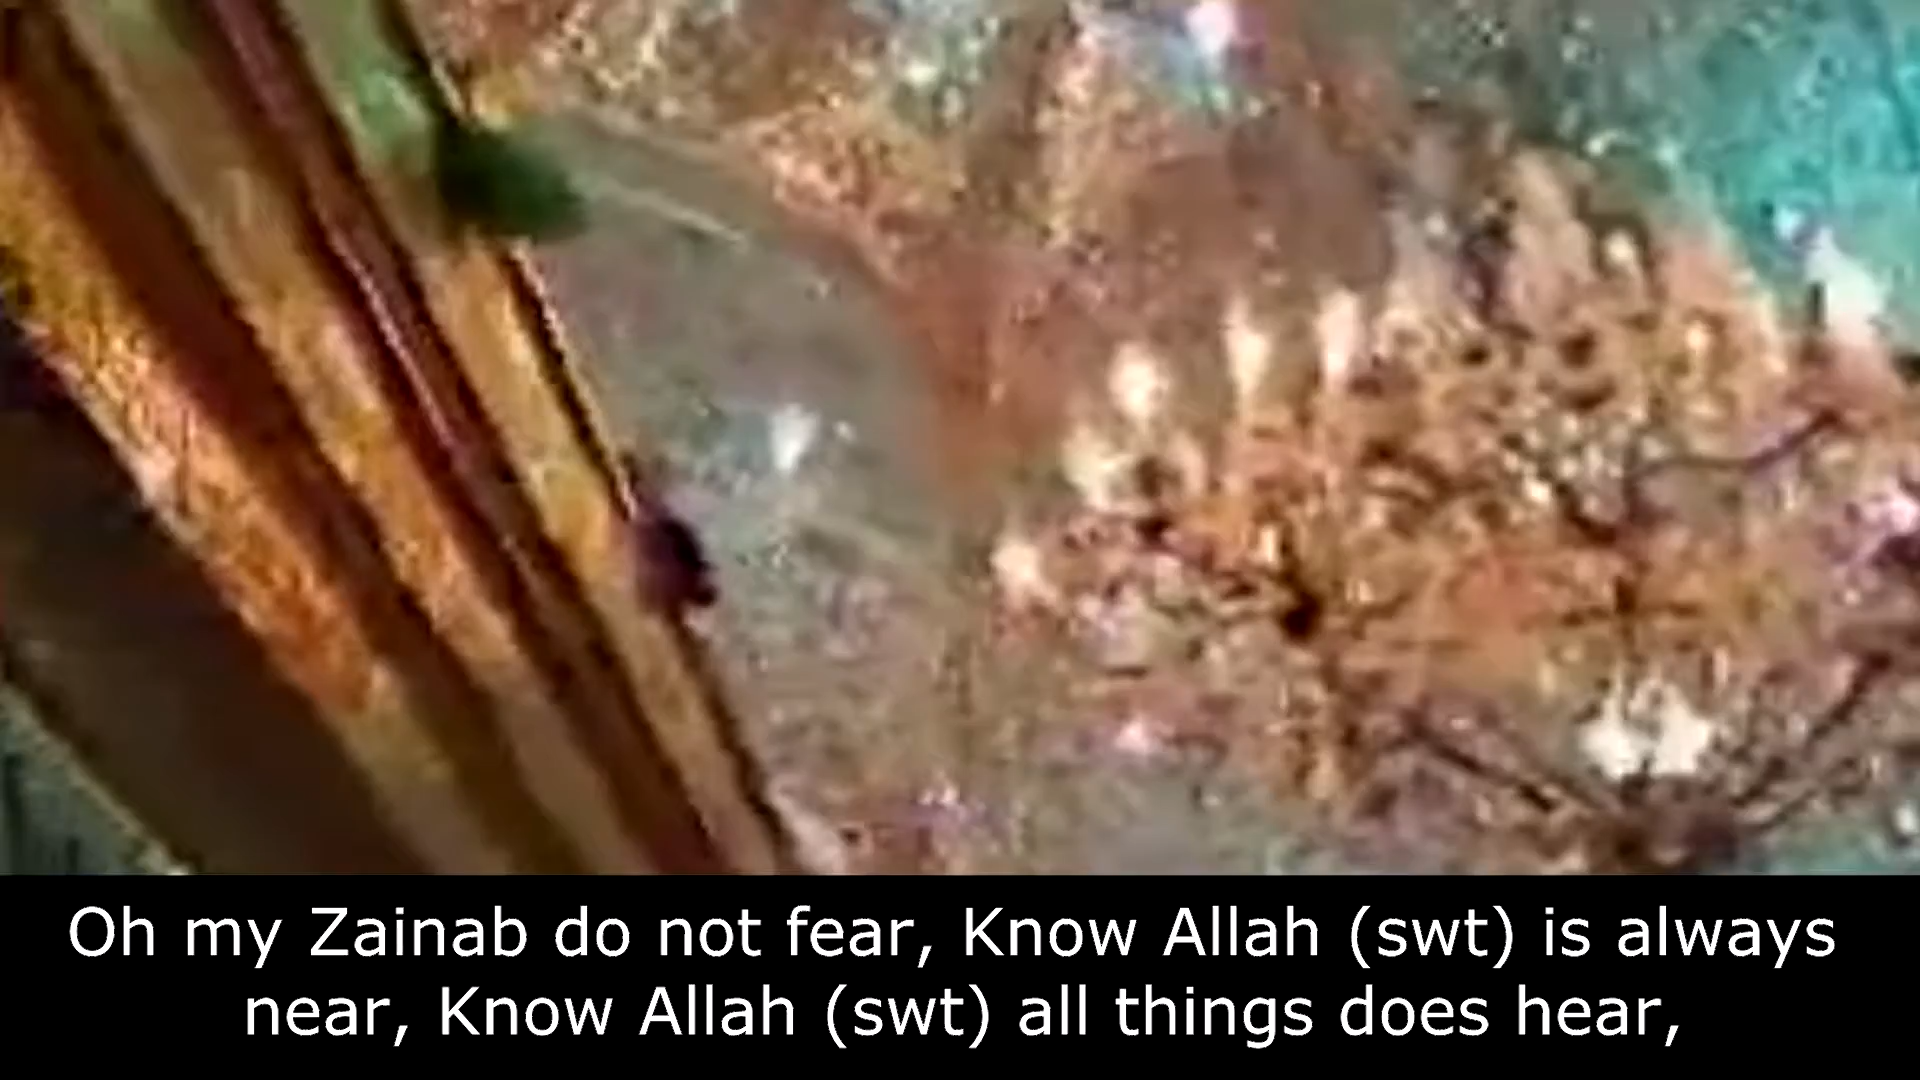 Oh my Zainab do not fear, Know Allah (swt) is always
near, Know Allah (swt) all things does hear,